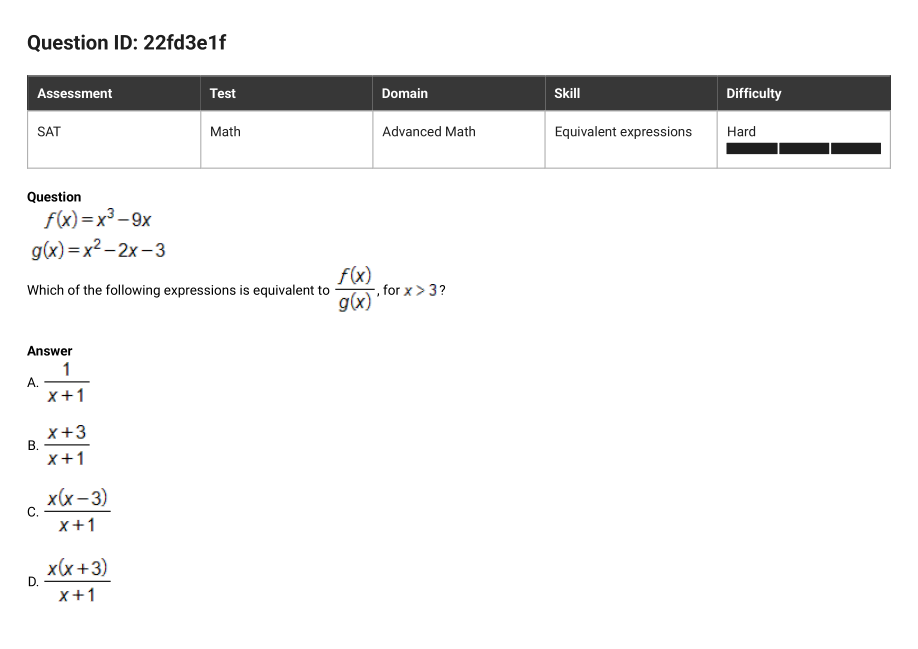 Question ID: 22fd3e1f
Assessment Test Domain Skill Difficulty
SAT Math Advanced Math Equivalent expressions Hard
Question
f(x) = x³ – 9x
g(x) = x² – 2x – 3
Which of the following expressions is equivalent to f(x)/g(x), for x > 3?
Answer
A. 1/(x+1)
B. (x+3)/(x+1)
C. x(x–3)/(x+1)
D. x(x+3)/(x+1)